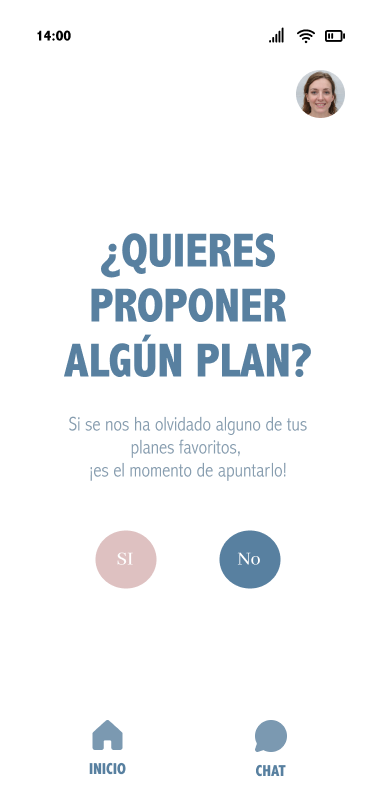 14:00
¿QUIERES
PROPONER
ALGÚN PLAN?
Si se nos ha olvidado alguno de tus
planes favoritos,
¡es el momento de apuntarlo!
SI
No
INICIO
CHAT